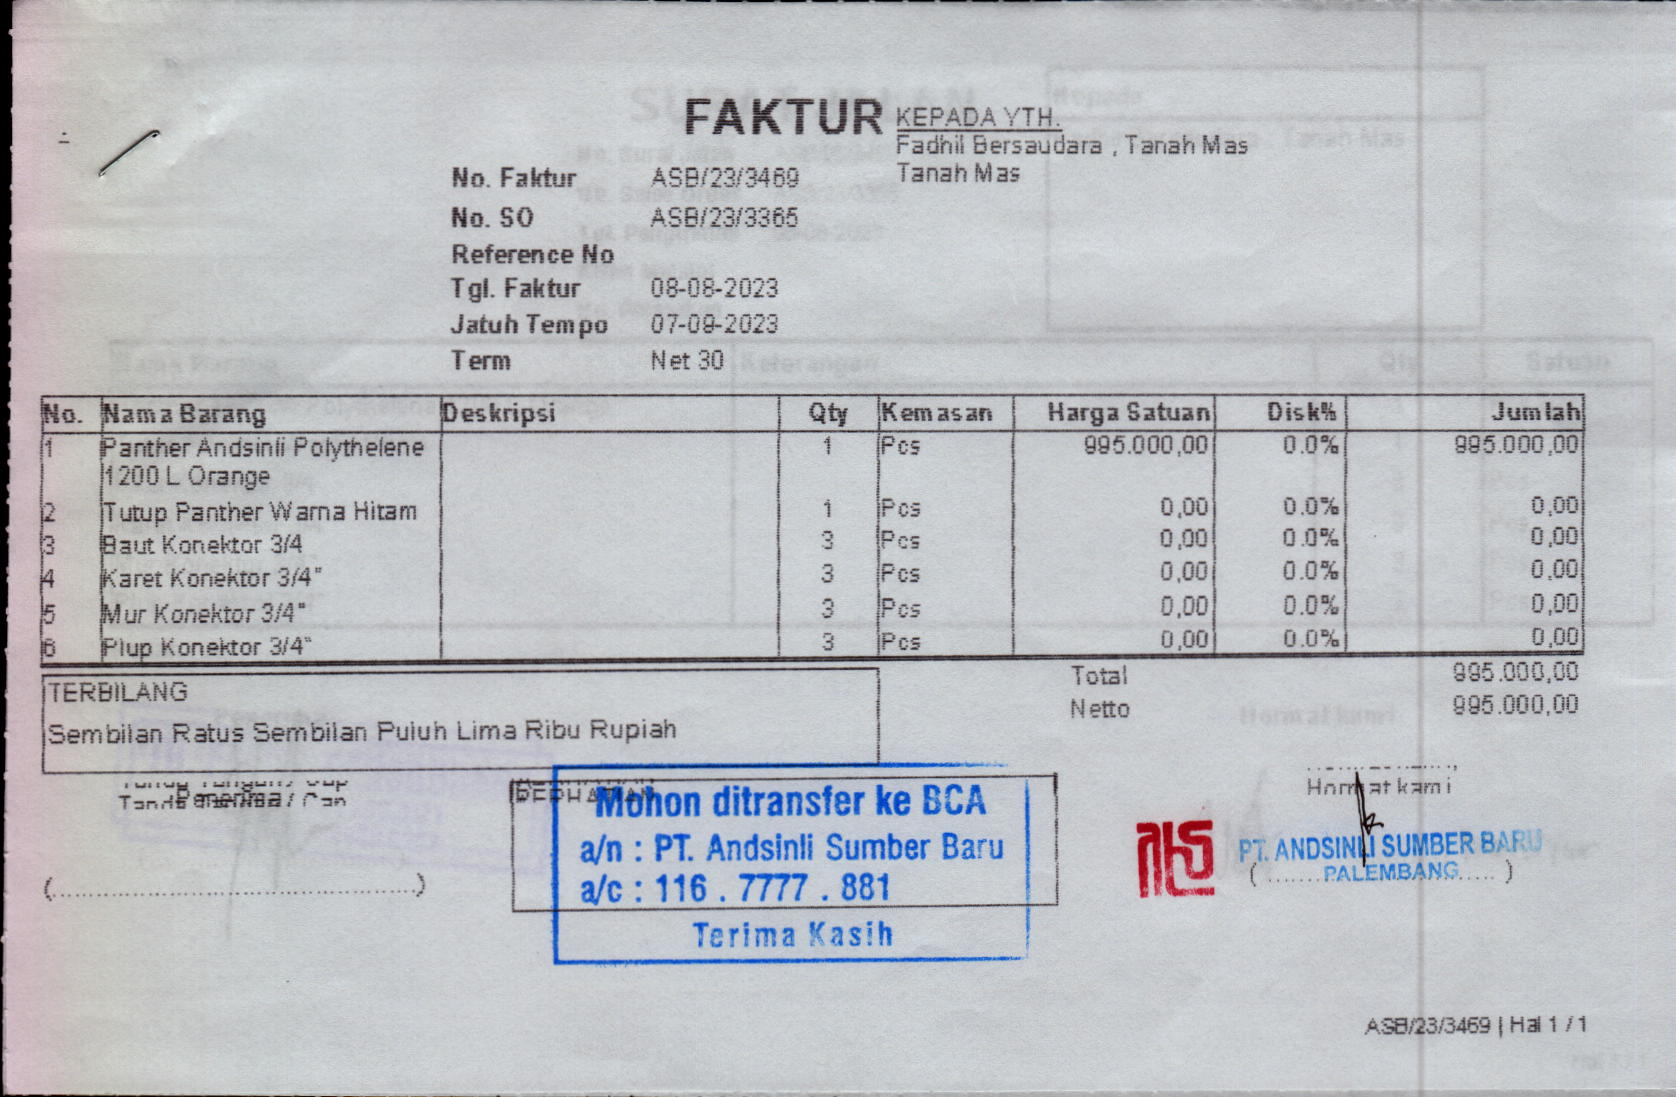 FAKTUR
KEPADA YTH.
Fadhil Bersaudara , Tanah Mas
Tanah Mas
No. Faktur ASB/23/3469
No. SO ASB/23/3365
Reference No
Tgl. Faktur 08-08-2023
Jatuh Tempo 07-09-2023
Term Net 30
No. Nama Barang Deskripsi Qty Kemasan Harga Satuan Disk% Jumlah
1 Panther Andsinli Polythelene 1 Pcs 995.000,00 0.0% 995.000,00
1200 L Orange
2 Tutup Panther Warna Hitam 1 Pcs 0,00 0.0% 0,00
3 Baut Konektor 3/4 3 Pcs 0,00 0.0% 0,00
4 Karet Konektor 3/4" 3 Pcs 0,00 0.0% 0,00
5 Mur Konektor 3/4" 3 Pcs 0,00 0.0% 0,00
6 Plup Konektor 3/4" 3 Pcs 0,00 0.0% 0,00
Total 995.000,00
Netto 995.000,00
TERBILANG
Sembilan Ratus Sembilan Puluh Lima Ribu Rupiah
Penerima
Mohon ditransfer ke BCA
a/n : PT. Andsinli Sumber Baru
a/c : 116 . 7777 . 881
Terima Kasih
Hormat kami
PT. ANDSINLI SUMBER BARU
PALEMBANG
ASB/23/3469 | Hal 1 / 1